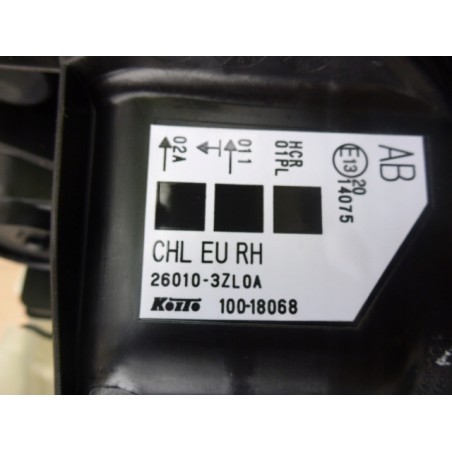 02A
011
HCR
01PL
E13
20
14075
AB
CHL EU RH
26010-3ZL0A
KOITO 100-18068